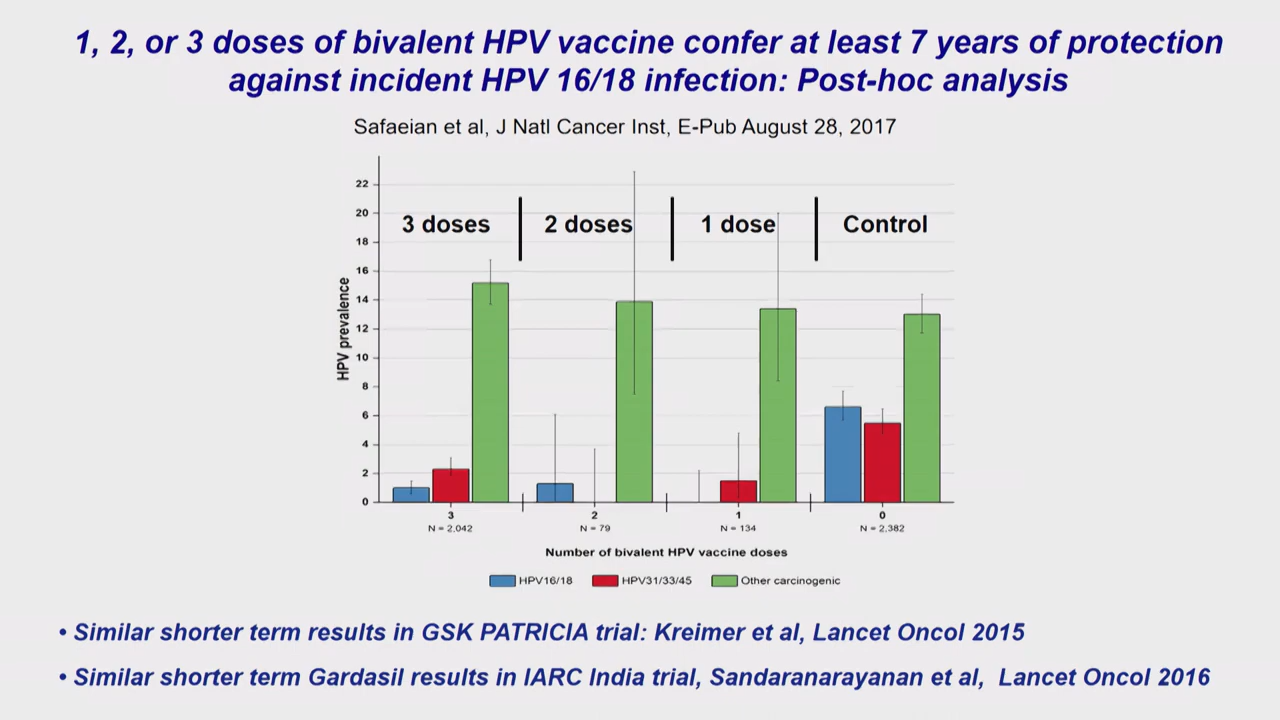 1, 2, or 3 doses of bivalent HPV vaccine confer at least 7 years of protection
against incident HPV 16/18 infection: Post-hoc analysis
Safaeian et al, J Natl Cancer Inst, E-Pub August 28, 2017
3 doses
2 doses
1 dose
Control
HPV prevalence
22
20
18
16
14
12
10
8
6
4
2
0
3
2
1
0
N = 2,042
N = 79
N = 134
N = 2,382
Number of bivalent HPV vaccine doses
HPV16/18
HPV31/33/45
Other carcinogenic
• Similar shorter term results in GSK PATRICIA trial: Kreimer et al, Lancet Oncol 2015
• Similar shorter term Gardasil results in IARC India trial, Sandaranarayanan et al, Lancet Oncol 2016